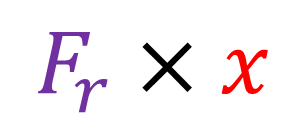 Fᵣ × x